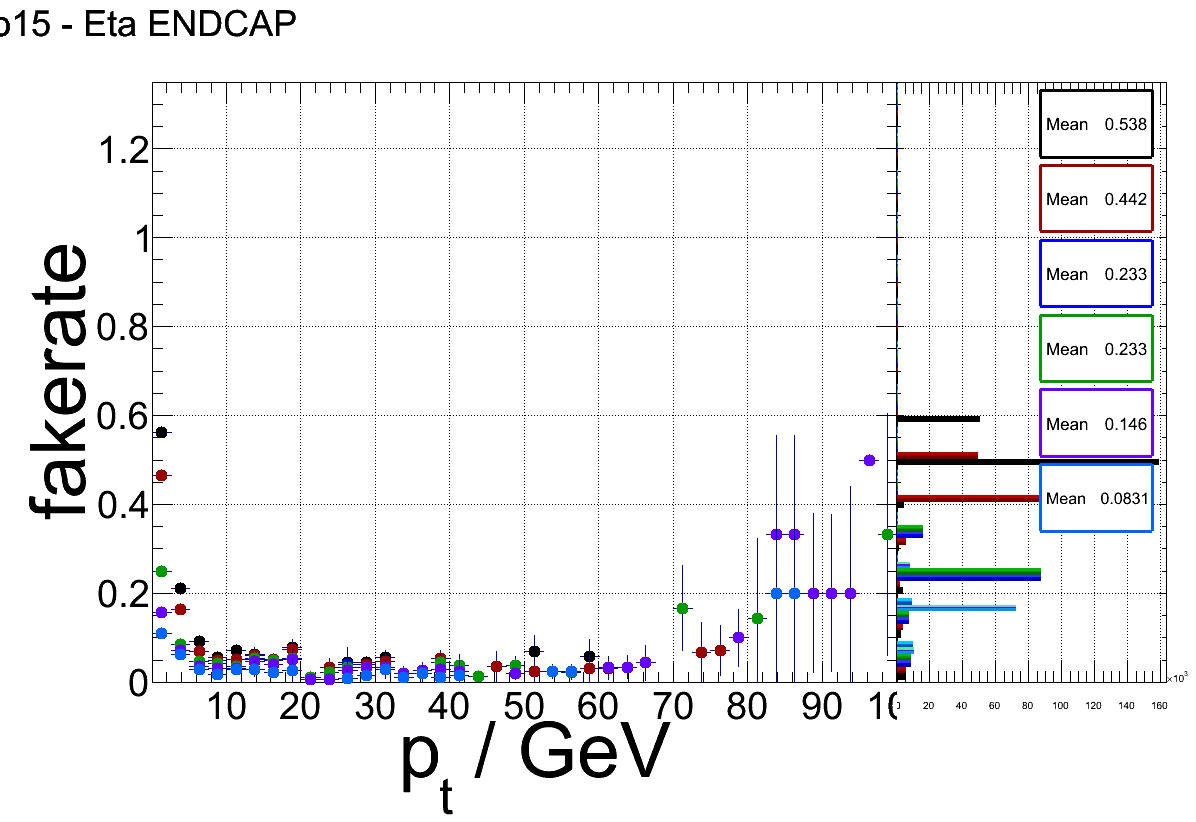 p15 - Eta ENDCAP
fakerate
1.2
1
0.8
0.6
0.4
0.2
0
10 20 30 40 50 60 70 80 90
p t / GeV
Mean 0.538
Mean 0.442
Mean 0.233
Mean 0.233
Mean 0.146
Mean 0.0831
20 40 60 80 100 120 140 160
×10³